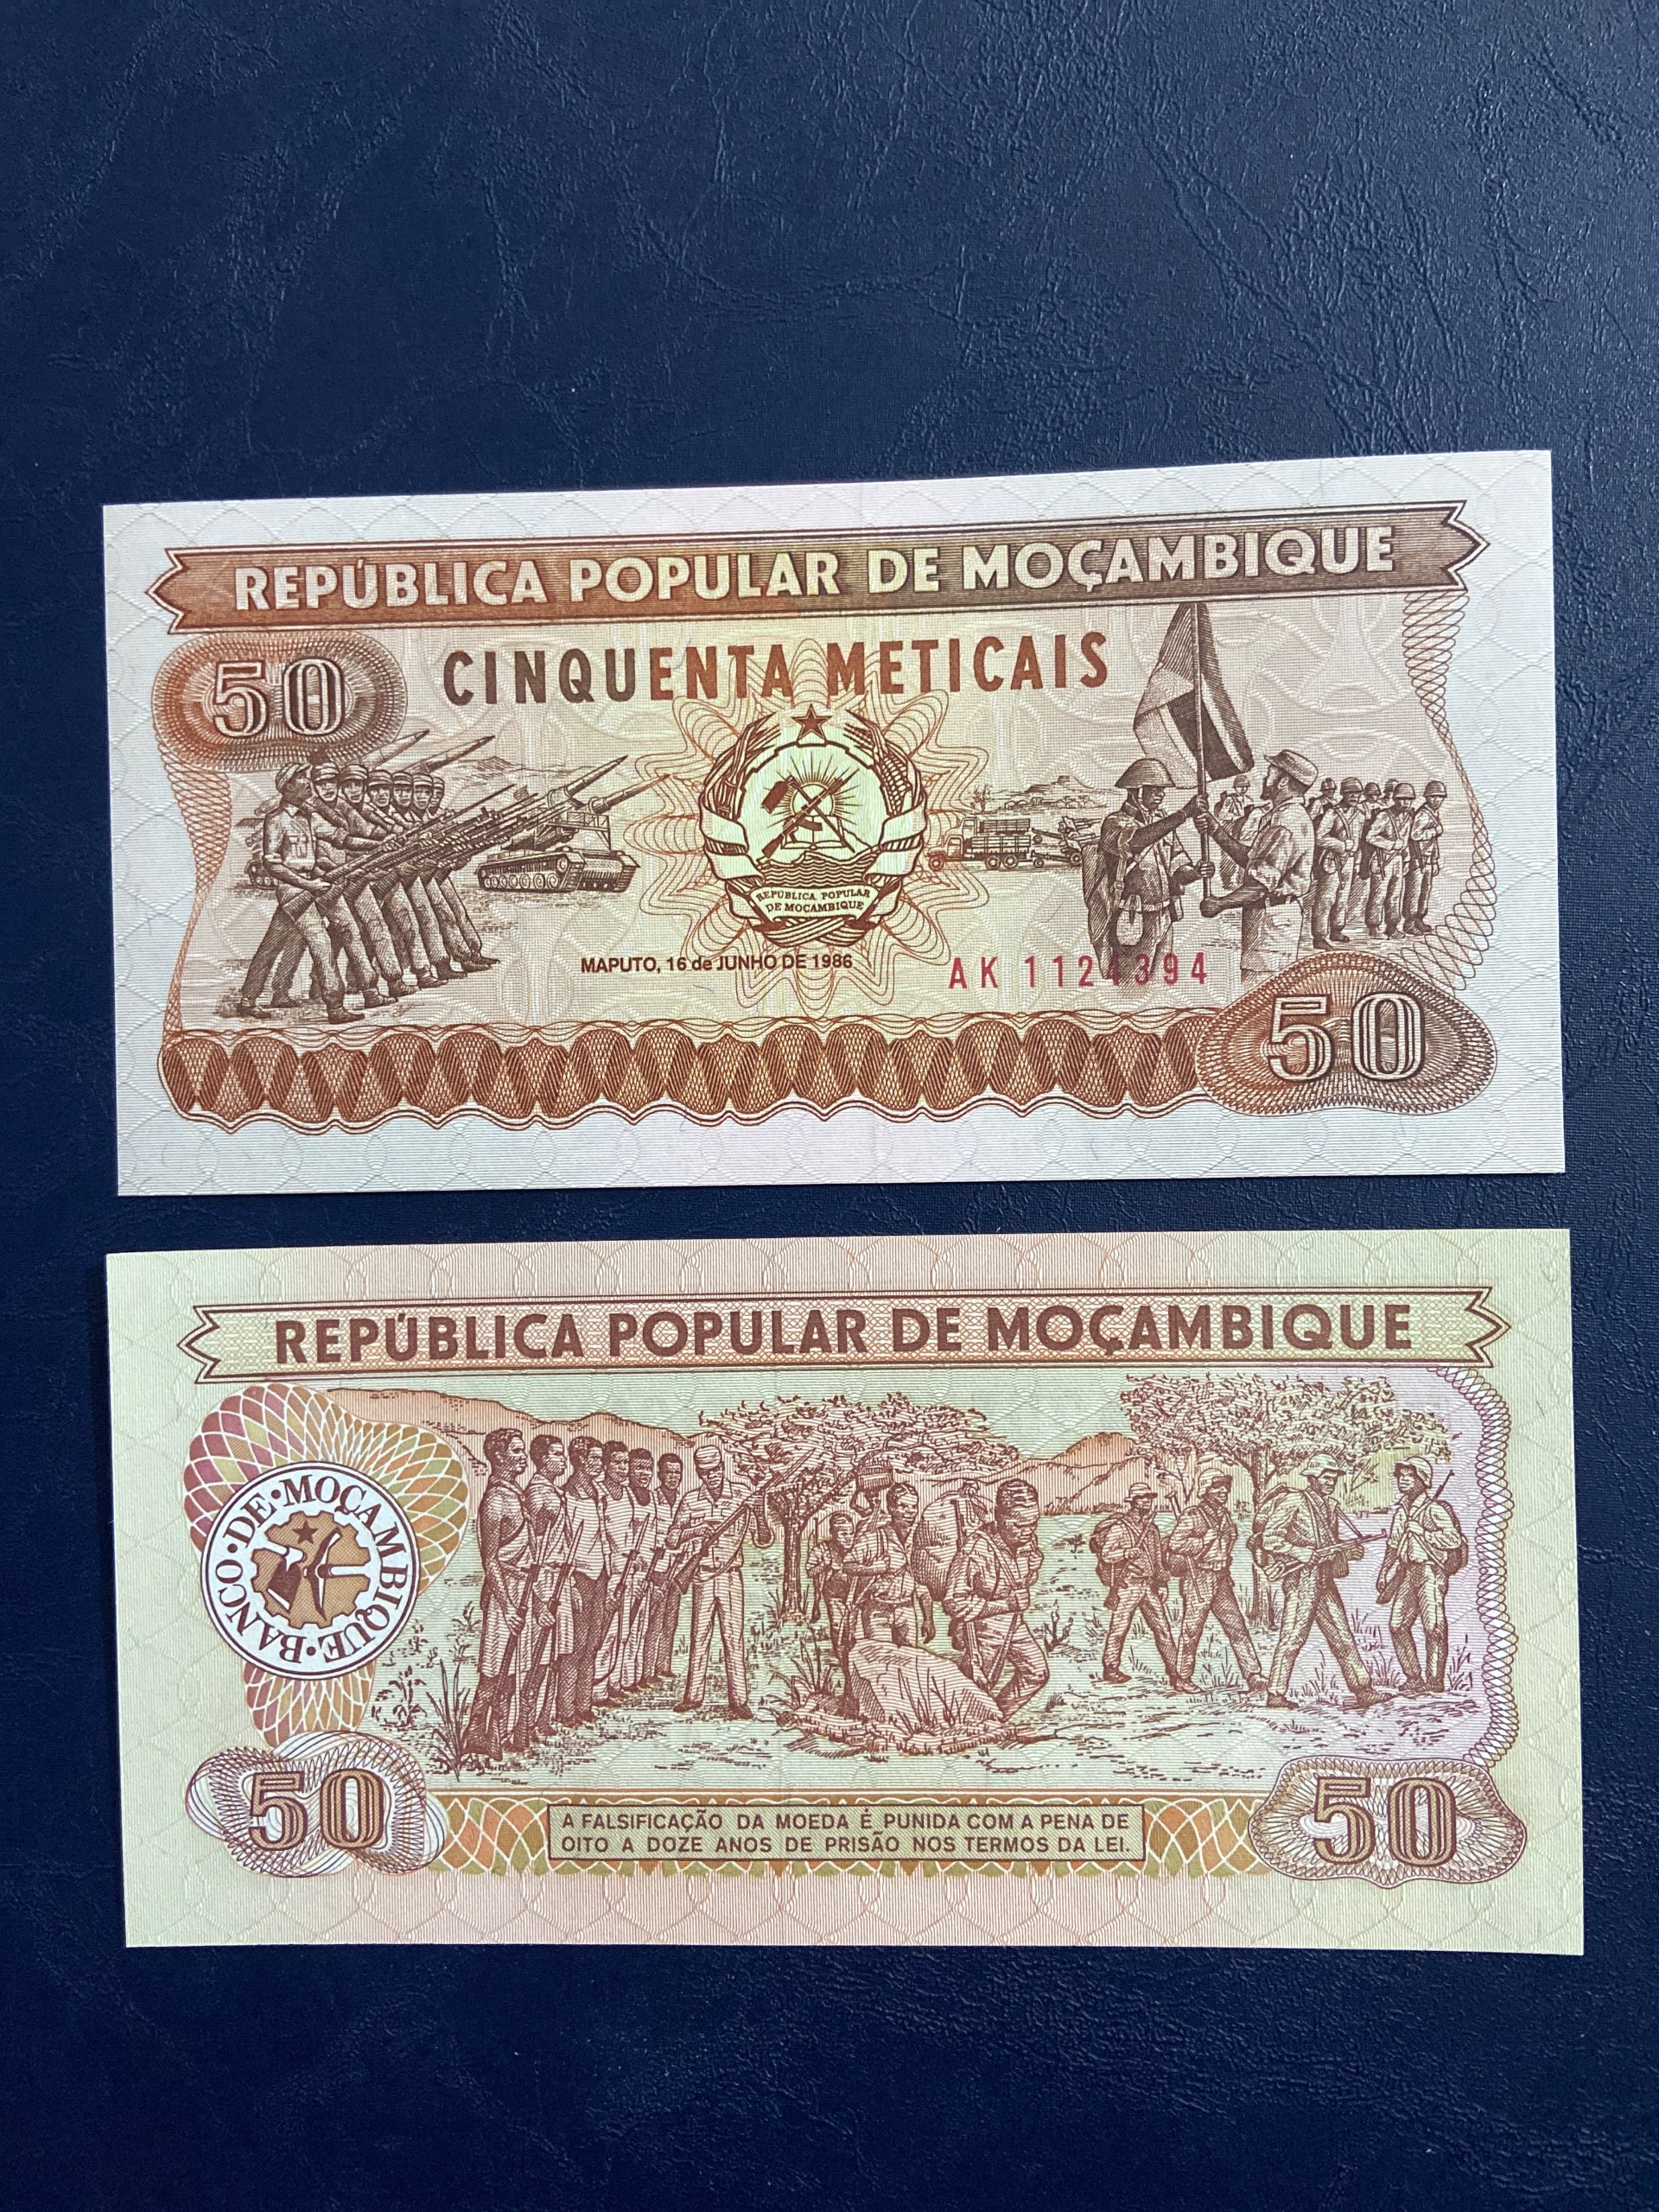 REPÚBLICA POPULAR DE MOÇAMBIQUE
50
CINQUENTA METICAIS
REPÚBLICA POPULAR
DE MOÇAMBIQUE
MAPUTO, 16 de JUNHO DE 1986
AK 1124394
50
REPÚBLICA POPULAR DE MOÇAMBIQUE
BANCO·DE·MOÇAMBIQUE·
50
A FALSIFICAÇÃO DA MOEDA É PUNIDA COM A PENA DE
OITO A DOZE ANOS DE PRISÃO NOS TERMOS DA LEI.
50